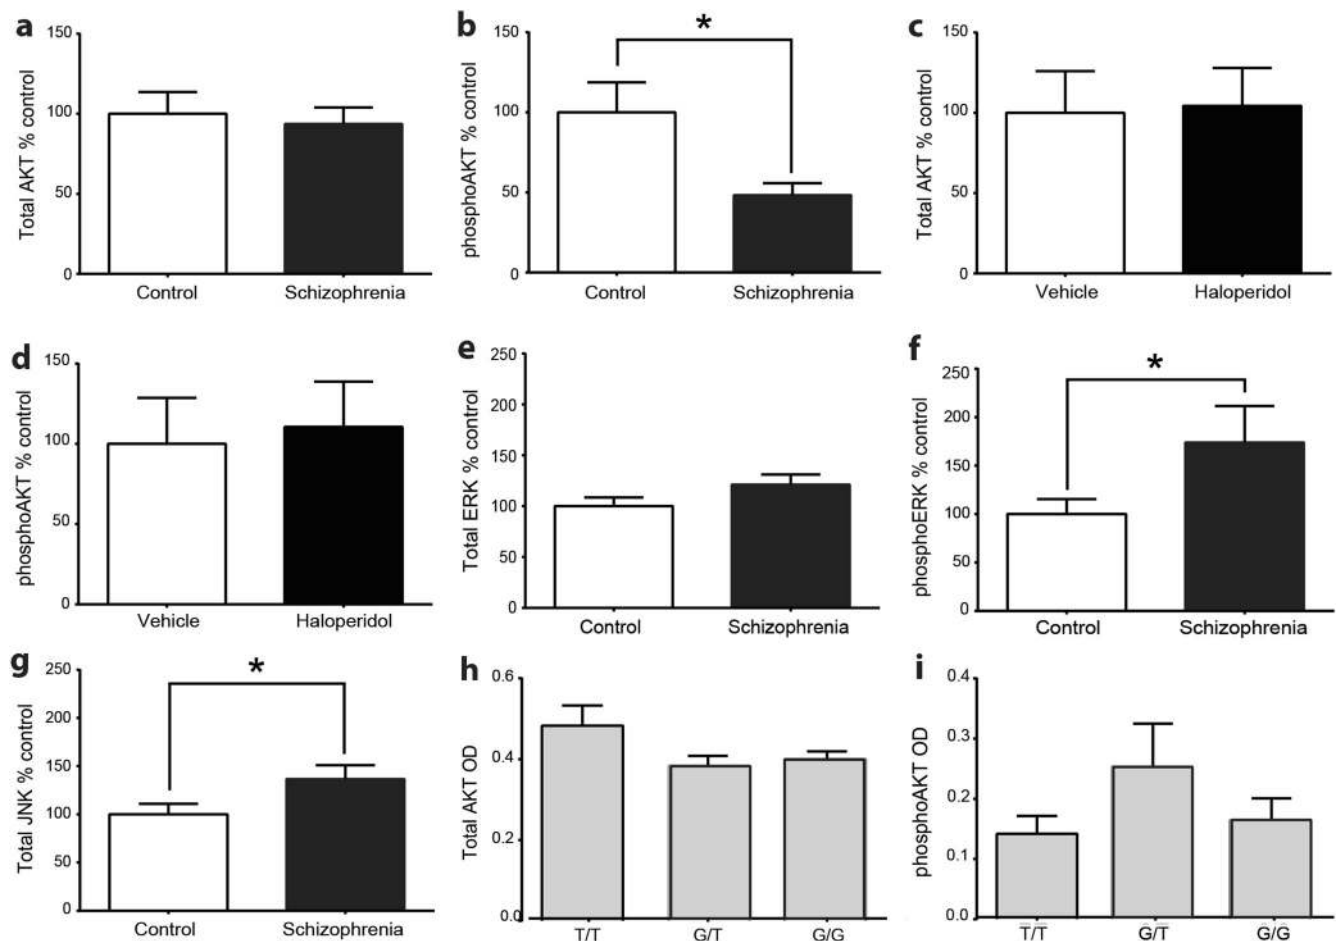 a
Total AKT % control
150
100
50
0
Control Schizophrenia
b
phosphoAKT % control
150
100
50
0
*
Control Schizophrenia
c
Total AKT % control
150
100
50
0
Vehicle Haloperidol
d
phosphoAKT % control
150
100
50
0
Vehicle Haloperidol
e
Total ERK % control
250
200
150
100
50
0
Control Schizophrenia
f
phosphoERK % control
250
200
150
100
50
0
*
Control Schizophrenia
g
Total JNK % control
250
200
150
100
50
0
*
Control Schizophrenia
h
Total AKT OD
0.6
0.4
0.2
0.0
T/T G/T G/G
i
phosphoAKT OD
0.4
0.3
0.2
0.1
0.0
T/T G/T G/G